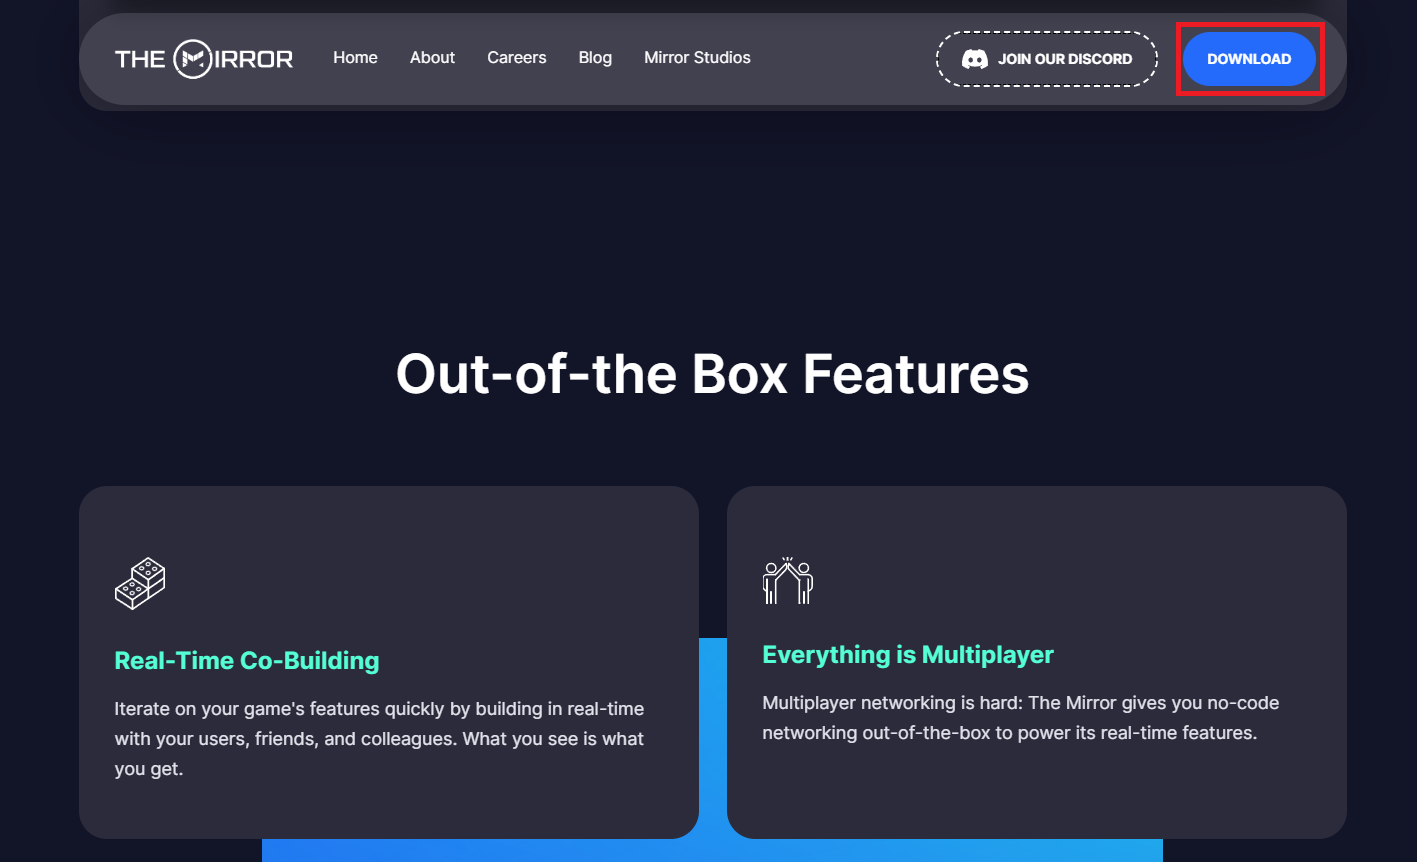 THE MIRROR
Home
About
Careers
Blog
Mirror Studios
JOIN OUR DISCORD
DOWNLOAD
Out-of-the Box Features
Real-Time Co-Building
Iterate on your game's features quickly by building in real-time
with your users, friends, and colleagues. What you see is what
you get.
Everything is Multiplayer
Multiplayer networking is hard: The Mirror gives you no-code
networking out-of-the-box to power its real-time features.